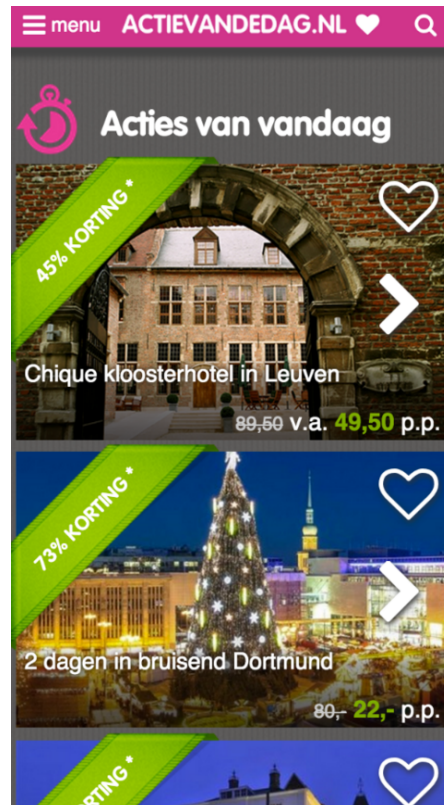 menu ACTIEVANDEDAG.NL
Acties van vandaag
45% KORTING *
Chique kloosterhotel in Leuven
89,50 v.a. 49,50 p.p.
73% KORTING *
2 dagen in bruisend Dortmund
80,- 22,- p.p.